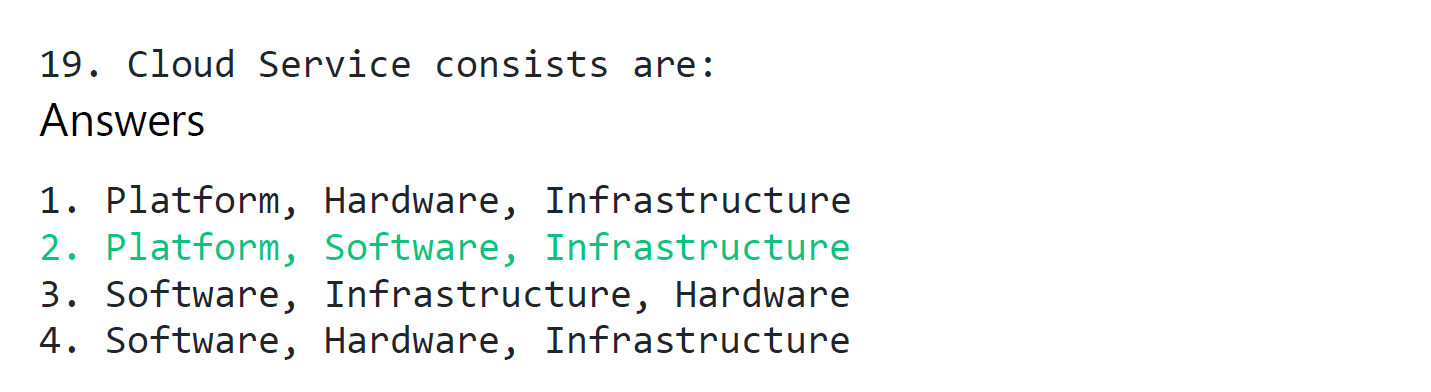 19. Cloud Service consists are:
Answers
1. Platform, Hardware, Infrastructure
2. Platform, Software, Infrastructure
3. Software, Infrastructure, Hardware
4. Software, Hardware, Infrastructure